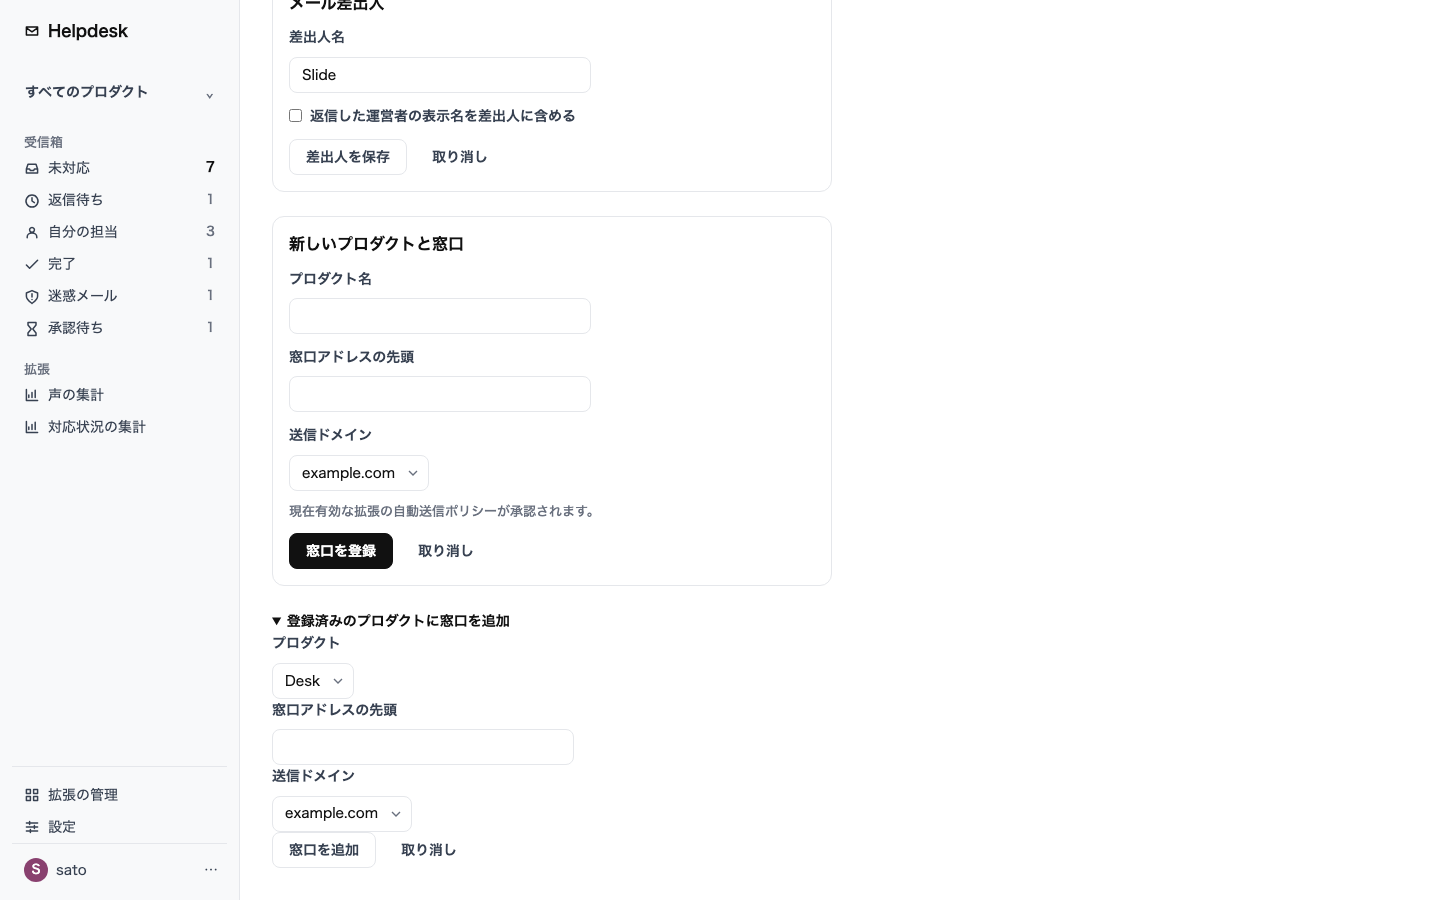 Helpdesk
すべてのプロダクト
受信箱
未対応 7
返信待ち 1
自分の担当 3
完了 1
迷惑メール 1
承認待ち 1
拡張
声の集計
対応状況の集計
拡張の管理
設定
S sato ...
メール差出人
差出人名
Slide
返信した運営者の表示名を差出人に含める
差出人を保存 取り消し
新しいプロダクトと窓口
プロダクト名
窓口アドレスの先頭
送信ドメイン
example.com
現在有効な拡張の自動送信ポリシーが承認されます。
窓口を登録 取り消し
▼ 登録済みのプロダクトに窓口を追加
プロダクト
Desk
窓口アドレスの先頭
送信ドメイン
example.com
窓口を追加 取り消し